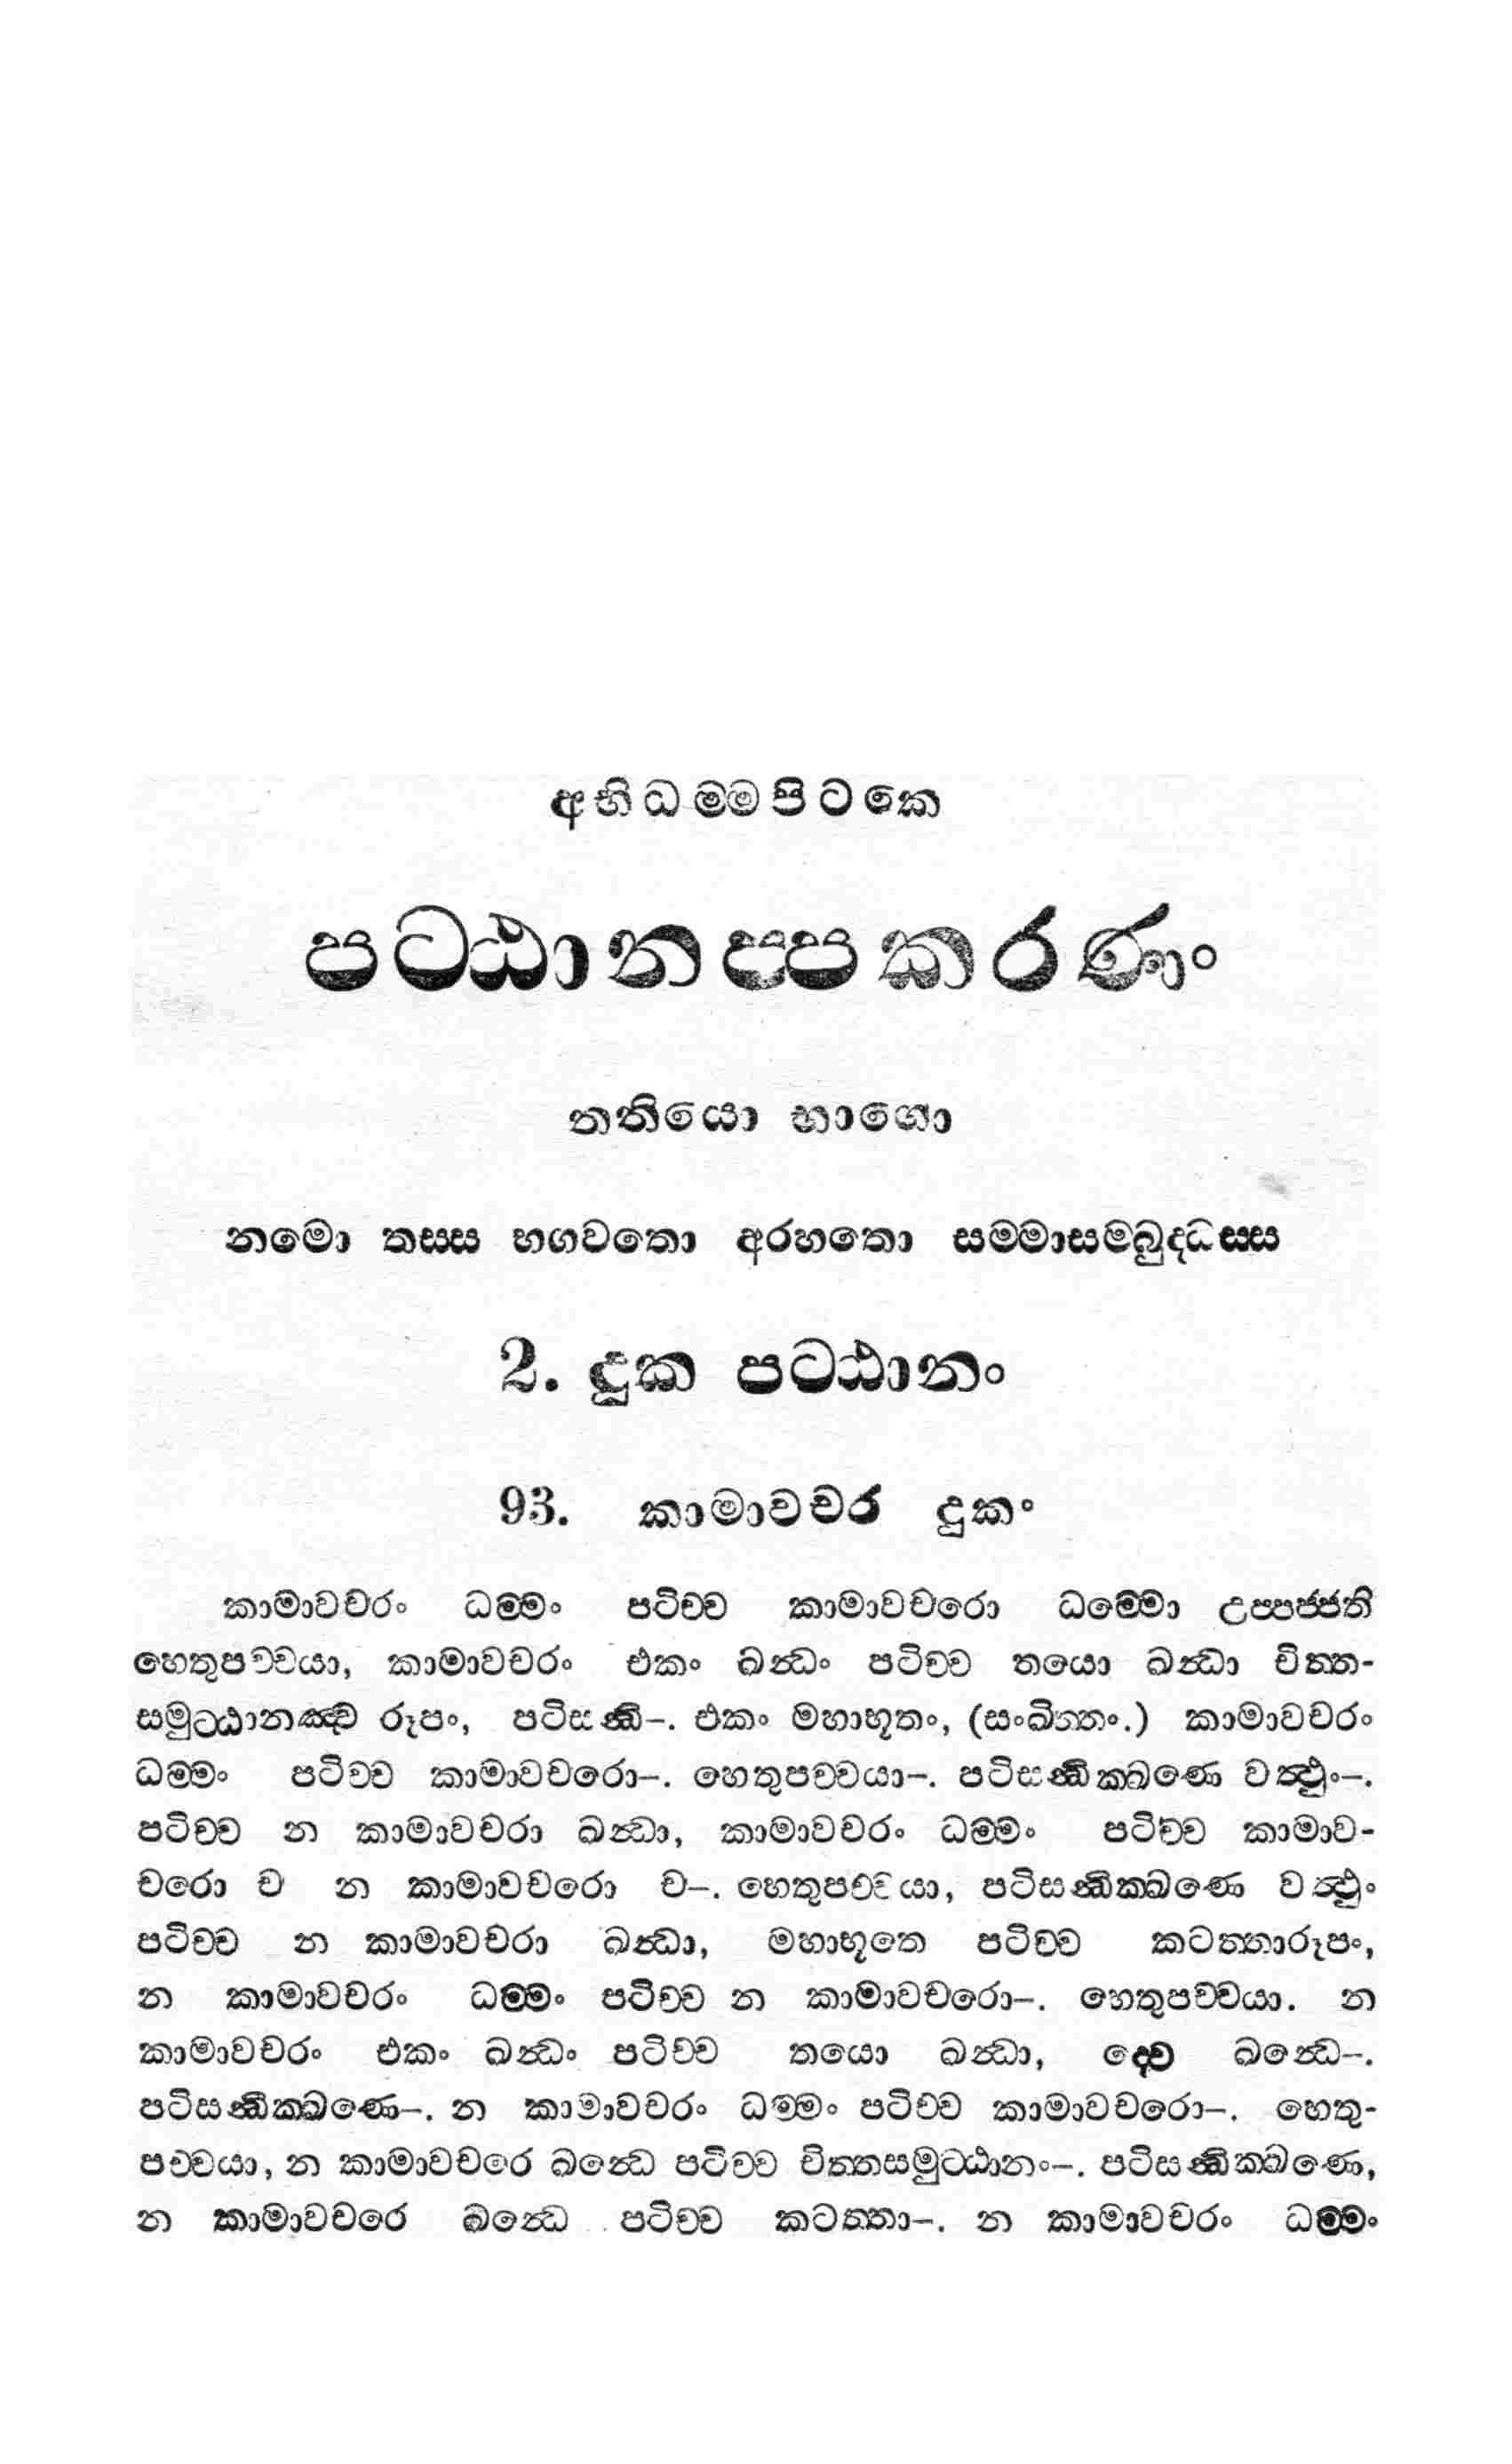 අභිධම්මපිටකෙ
පට්ඨානප්පකරණං
තතියො භාගො
නමො තස්ස භගවතො අරහතො සම්මාසම්බුද්ධස්ස
2. දුක පට්ඨානං
93. කාමාවචර දුකං
කාමාවචරං ධම්මං පටිච්ච කාමාවචරො ධම්මො උප්පජ්ජති
හෙතුපච්චයා, කාමාවචරං එකං ඛන්ධං පටිච්ච තයො ඛන්ධා චිත්ත-
සමුට්ඨානඤ්ච රූපං, පටිසන්ධි–. එකං මහාභූතං, (සංඛිත්තං.) කාමාවචරං
ධම්මං පටිච්ච කාමාවචරො–. හෙතුපච්චයා–. පටිසන්ධික්ඛණෙ වත්ථුං–.
පටිච්ච න කාමාවචරා ඛන්ධා, කාමාවචරං ධම්මං පටිච්ච කාමාව-
චරො ච න කාමාවචරො ච–. හෙතුපච්චයා, පටිසන්ධික්ඛණෙ වත්ථුං
පටිච්ච න කාමාවචරා ඛන්ධා, මහාභූතෙ පටිච්ච කටත්තාරූපං,
න කාමාවචරං ධම්මං පටිච්ච න කාමාවචරො–. හෙතුපච්චයා. න
කාමාවචරං එකං ඛන්ධං පටිච්ච තයො ඛන්ධා, ද්වෙ ඛන්ධෙ–.
පටිසන්ධික්ඛණෙ–. න කාමාවචරං ධම්මං පටිච්ච කාමාවචරො–. හෙතු-
පච්චයා, න කාමාවචරෙ ඛන්ධෙ පටිච්ච චිත්තසමුට්ඨානං–. පටිසන්ධික්ඛණෙ,
න කාමාවචරෙ ඛන්ධෙ පටිච්ච කටත්තා–. න කාමාවචරං ධම්මං